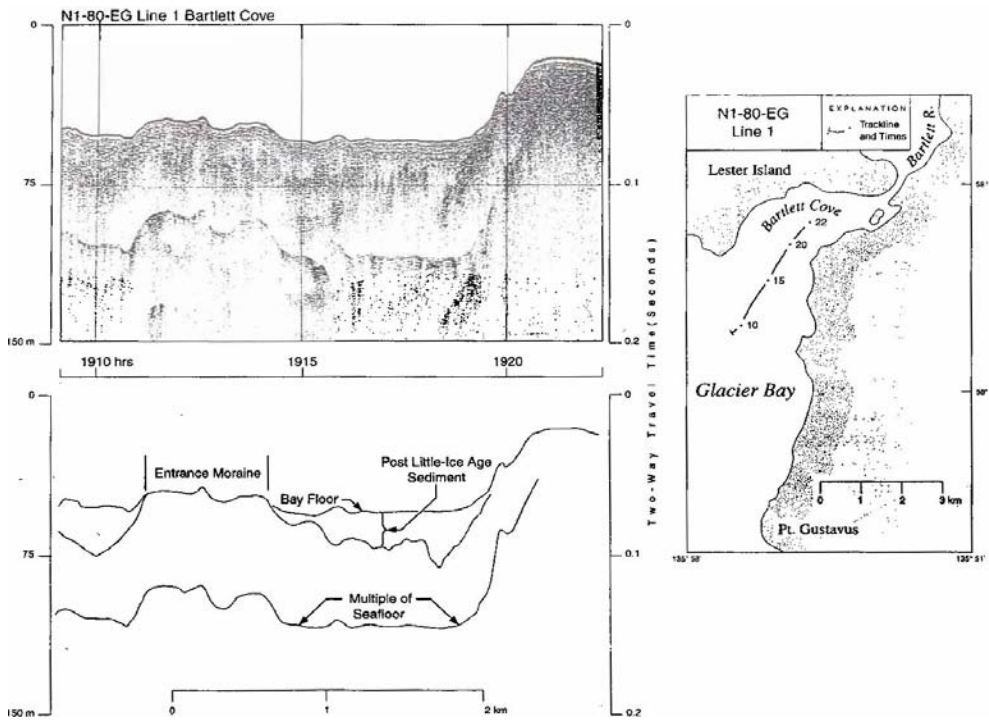 N1-80-EG Line 1 Bartlett Cove
0
75
150 m
0
0.1
0.2
1910 hrs
1915
1920
0
75
150 m
0
0.1
0.2
Two-Way Travel Time(Seconds)
Entrance Moraine
Bay Floor
Post Little-Ice Age
Sediment
Multiple of
Seafloor
0
1
2 km
N1-80-EG
Line 1
EXPLANATION
Trackline
and Times
Lester Island
Bartlett R.
Bartlett Cove
22
20
15
10
Glacier Bay
0 1 2 3 km
Pt. Gustavus
135° 51'